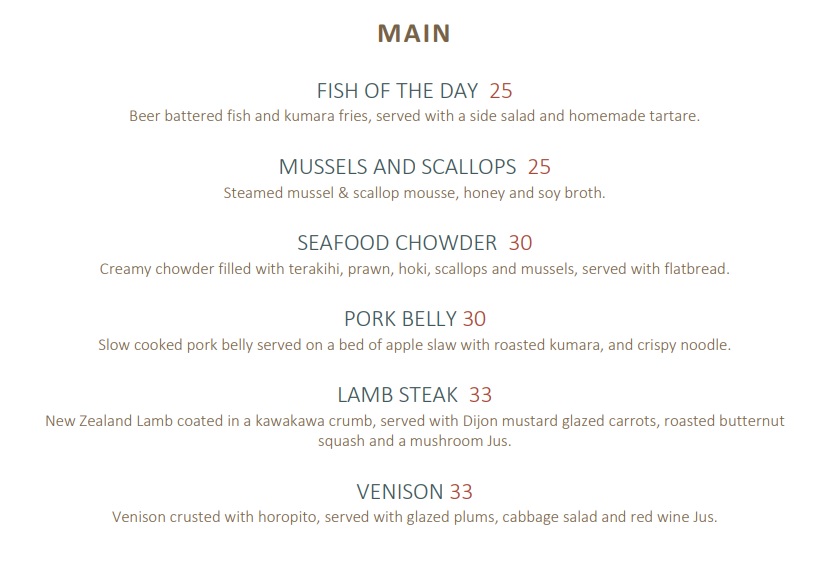 MAIN
FISH OF THE DAY 25
Beer battered fish and kumara fries, served with a side salad and homemade tartare.
MUSSELS AND SCALLOPS 25
Steamed mussel & scallop mousse, honey and soy broth.
SEAFOOD CHOWDER 30
Creamy chowder filled with terakihi, prawn, hoki, scallops and mussels, served with flatbread.
PORK BELLY 30
Slow cooked pork belly served on a bed of apple slaw with roasted kumara, and crispy noodle.
LAMB STEAK 33
New Zealand Lamb coated in a kawakawa crumb, served with Dijon mustard glazed carrots, roasted butternut
squash and a mushroom Jus.
VENISON 33
Venison crusted with horopito, served with glazed plums, cabbage salad and red wine Jus.